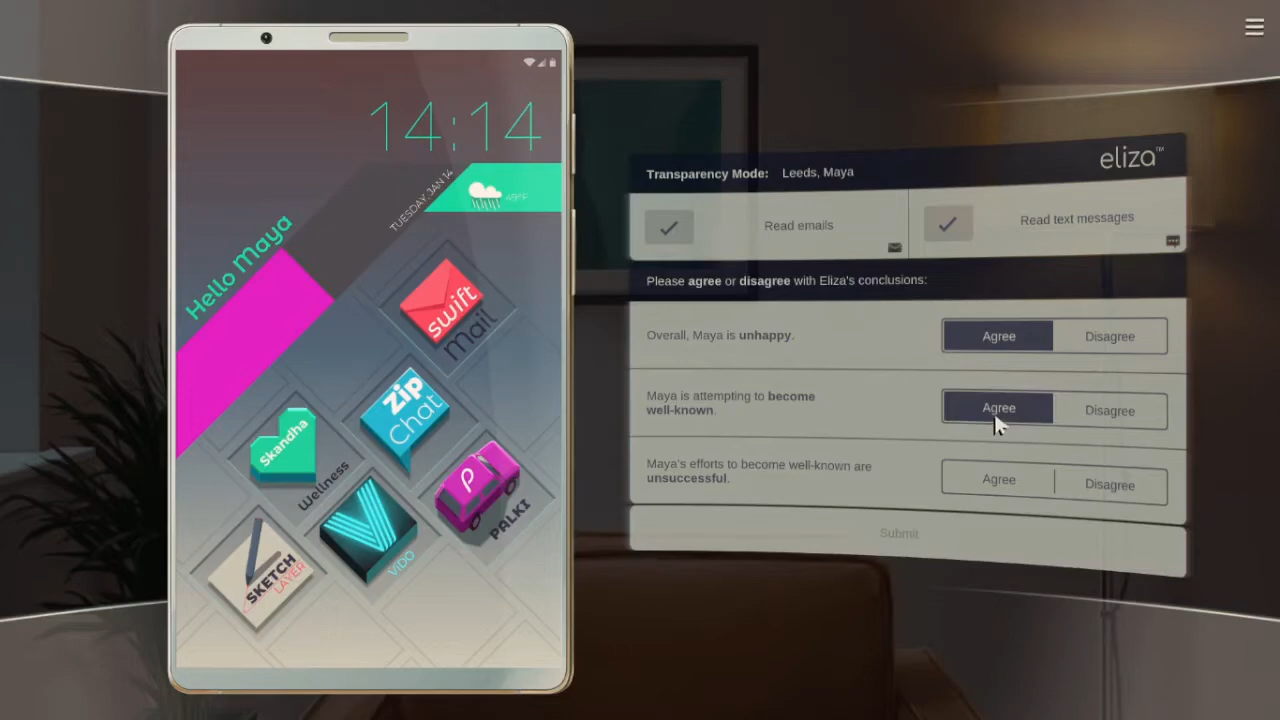 14:14
TUESDAY, JAN 14
49°F
Hello Maya
swift
mail
zip
Chat
Skandha
Wellness
P
PALKI
VIDO
SKETCH
LAYER
eliza™
Transparency Mode: Leeds, Maya
Read emails
Read text messages
Please agree or disagree with Eliza's conclusions:
Overall, Maya is unhappy.
Agree
Disagree
Maya is attempting to become
well-known.
Agree
Disagree
Maya's efforts to become well-known are
unsuccessful.
Agree
Disagree
Submit